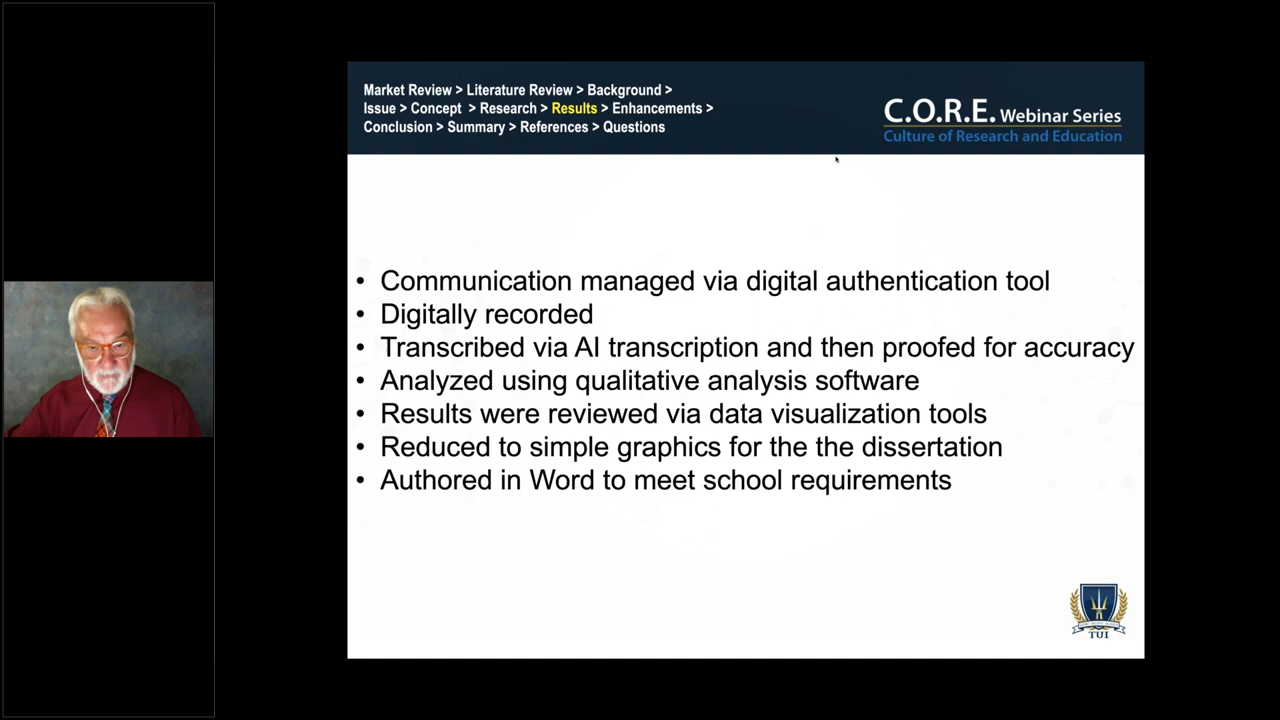 Market Review > Literature Review > Background >
Issue > Concept > Research > Results > Enhancements >
Conclusion > Summary > References > Questions
C.O.R.E. Webinar Series
Culture of Research and Education
• Communication managed via digital authentication tool
• Digitally recorded
• Transcribed via AI transcription and then proofed for accuracy
• Analyzed using qualitative analysis software
• Results were reviewed via data visualization tools
• Reduced to simple graphics for the the dissertation
• Authored in Word to meet school requirements
TUI